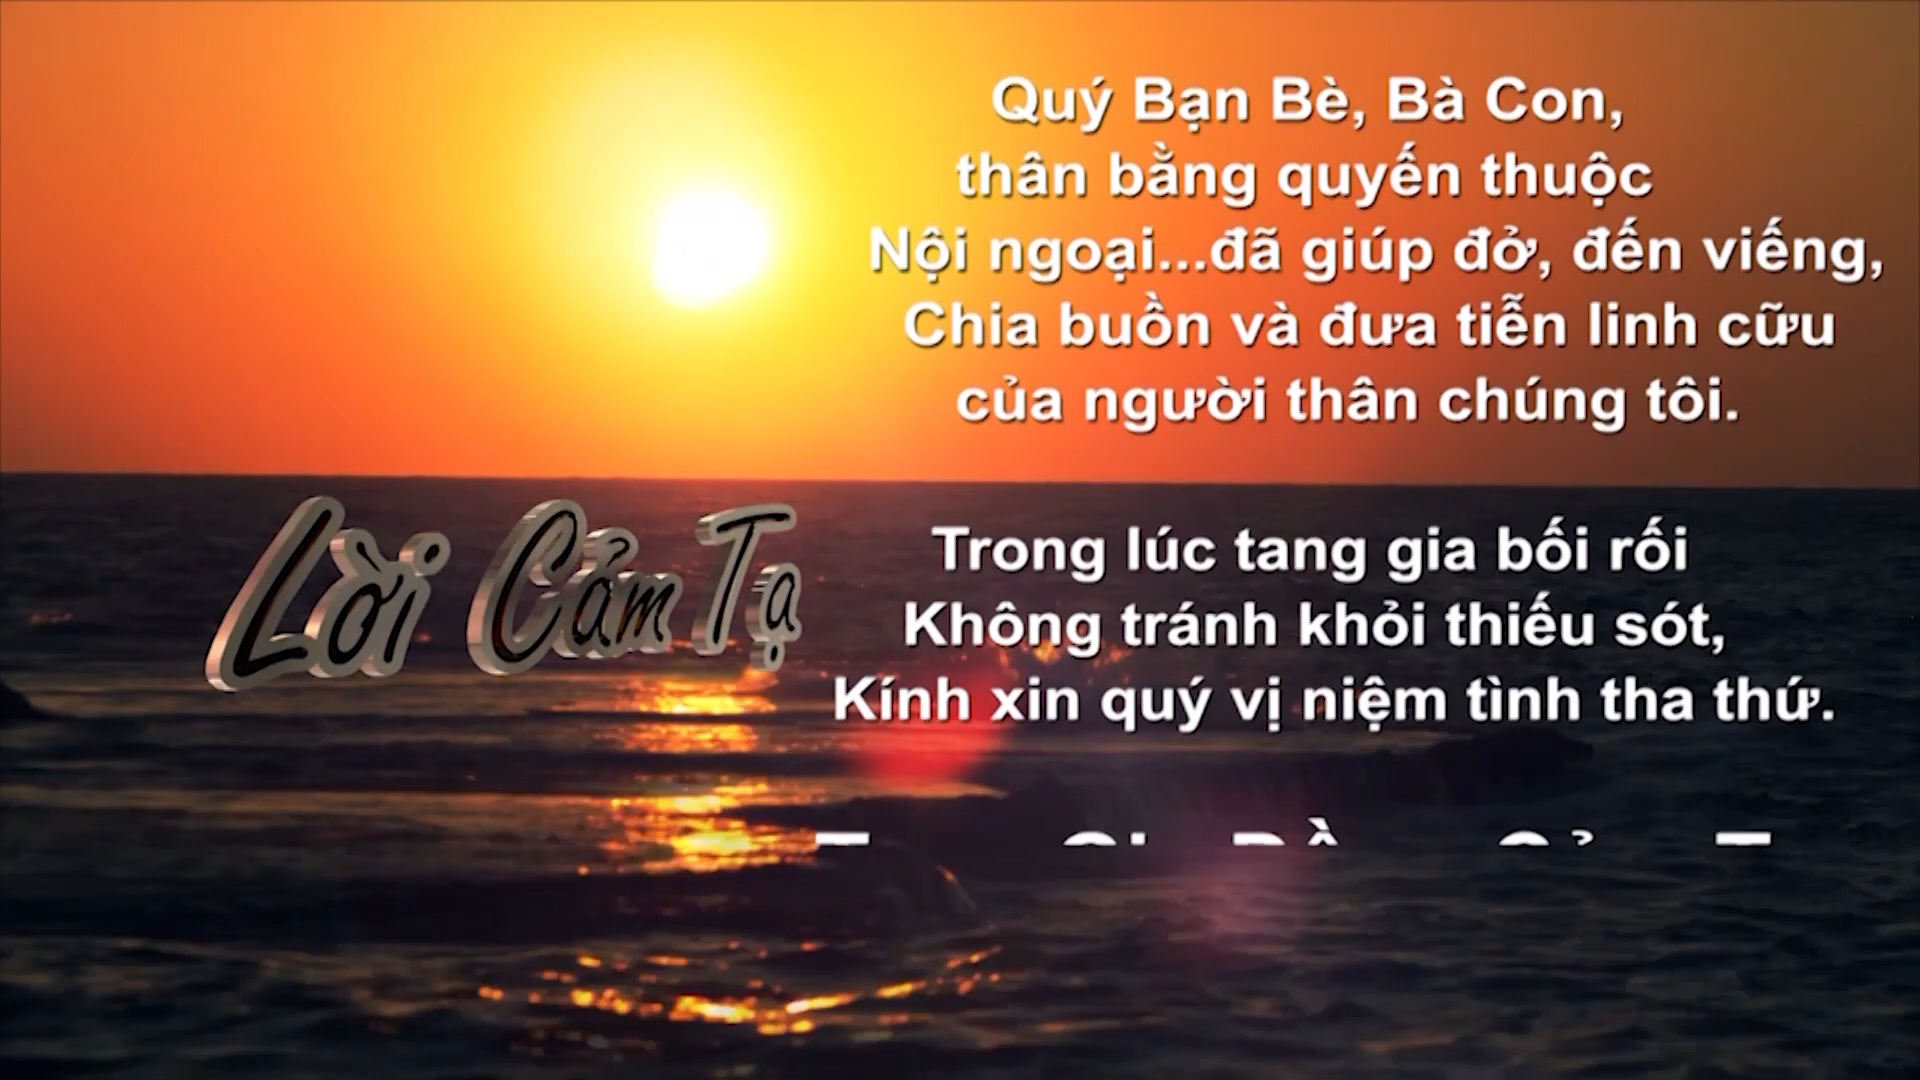 Lời Cảm Tạ
Quý Bạn Bè, Bà Con,
thân bằng quyến thuộc
Nội ngoại...đã giúp đở, đến viếng,
Chia buồn và đưa tiễn linh cữu
của người thân chúng tôi.
Trong lúc tang gia bối rối
Không tránh khỏi thiếu sót,
Kính xin quý vị niệm tình tha thứ.